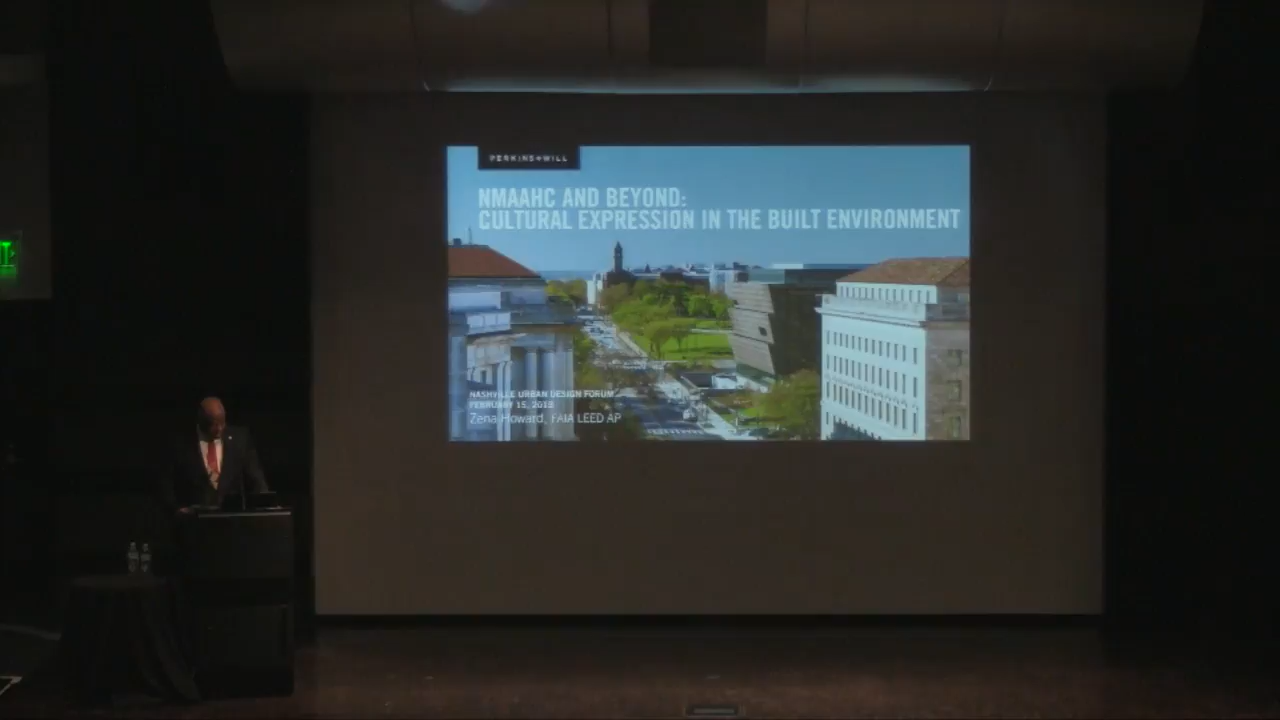 PERKINS+WILL
NMAAHC AND BEYOND:
CULTURAL EXPRESSION IN THE BUILT ENVIRONMENT
NASHVILLE URBAN DESIGN FORUM
FEBRUARY 15, 2018
Zena Howard, FAIA LEED AP